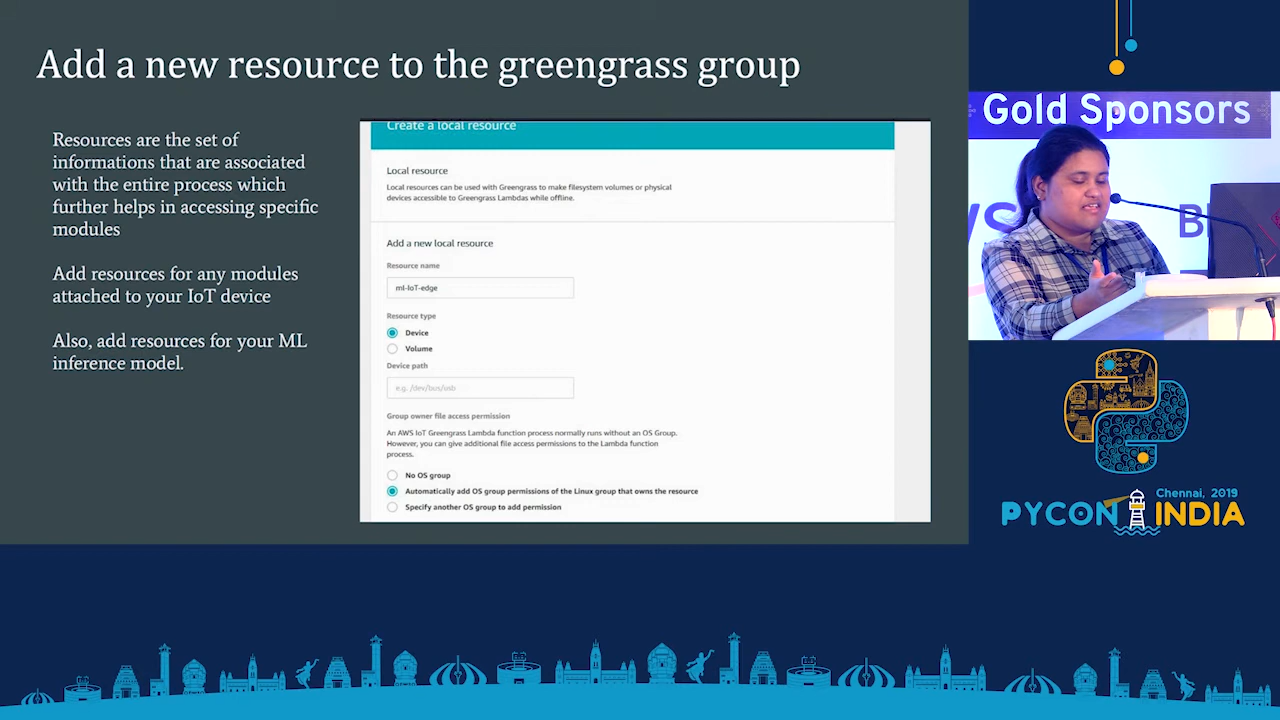 Add a new resource to the greengrass group
Resources are the set of
informations that are associated
with the entire process which
further helps in accessing specific
modules
Add resources for any modules
attached to your IoT device
Also, add resources for your ML
inference model.
Create a local resource
Local resource
Local resources can be used with Greengrass to make filesystem volumes or physical
devices accessible to Greengrass Lambdas while offline.
Add a new local resource
Resource name
ml-IoT-edge
Resource type
Device
Volume
Device path
e.g. /dev/bus/usb
Group owner file access permission
An AWS IoT Greengrass Lambda function process normally runs without an OS Group.
However, you can give additional file access permissions to the Lambda function
process.
No OS group
Automatically add OS group permissions of the Linux group that owns the resource
Specify another OS group to add permission
Gold Sponsors
Chennai, 2019
PYCON INDIA